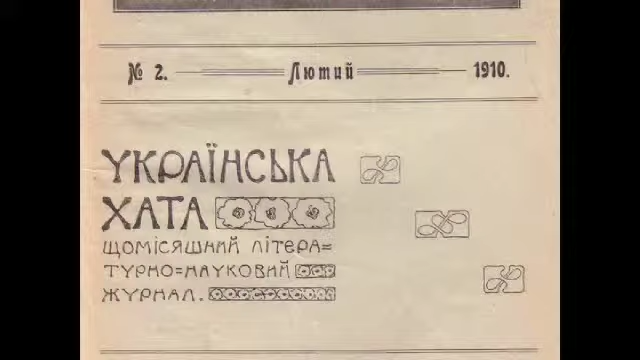 № 2. Лютий 1910.
УКРАЇНСЬКА
ХАТА
ЩОМІСЯШНИЙ ЛІТЕРА=
ТУРНО=НАУКОВИЙ
ЖУРНАЛ.